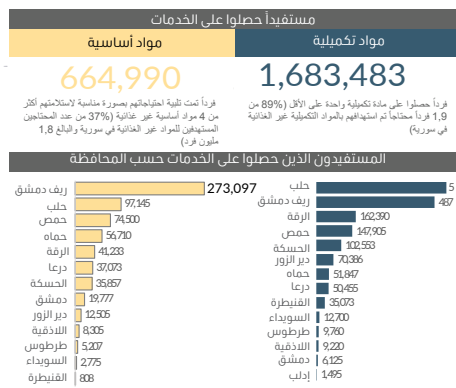 مستفيداً حصلوا على الخدمات
مواد تكميلية
1,683,483
فرداً حصلوا على مادة تكميلية واحدة على الأقل (89% من
1,9 فرداً محتاجاً تم استهدافهم بالمواد التكميلية غير الغذائية
في سورية)
مواد أساسية
664,990
فرداً تمت تلبية احتياجاتهم بصورة مناسبة لاستلامتهم أكثر
من 4 مواد أساسية غير غذائية (37% من عدد المحتاجين
المستهدفين للمواد غير الغذائية في سورية والبالغ 1,8
مليون فرد)
المستفيدون الذين حصلوا على الخدمات حسب المحافظة
حلب 5
ريف دمشق 487
الرقة 162,390
حمص 147,905
الحسكة 102,553
دير الزور 70,386
حماه 51,847
درعا 50,455
القنيطرة 35,073
السويداء 12,700
طرطوس 9,760
اللاذقية 9,220
دمشق 6,125
إدلب 1,495
ريف دمشق 273,097
حلب 97,145
حمص 74,500
حماه 56,710
الرقة 41,233
درعا 37,073
الحسكة 35,857
دمشق 19,777
دير الزور 12,505
اللاذقية 8,305
طرطوس 5,207
السويداء 2,775
القنيطرة 808